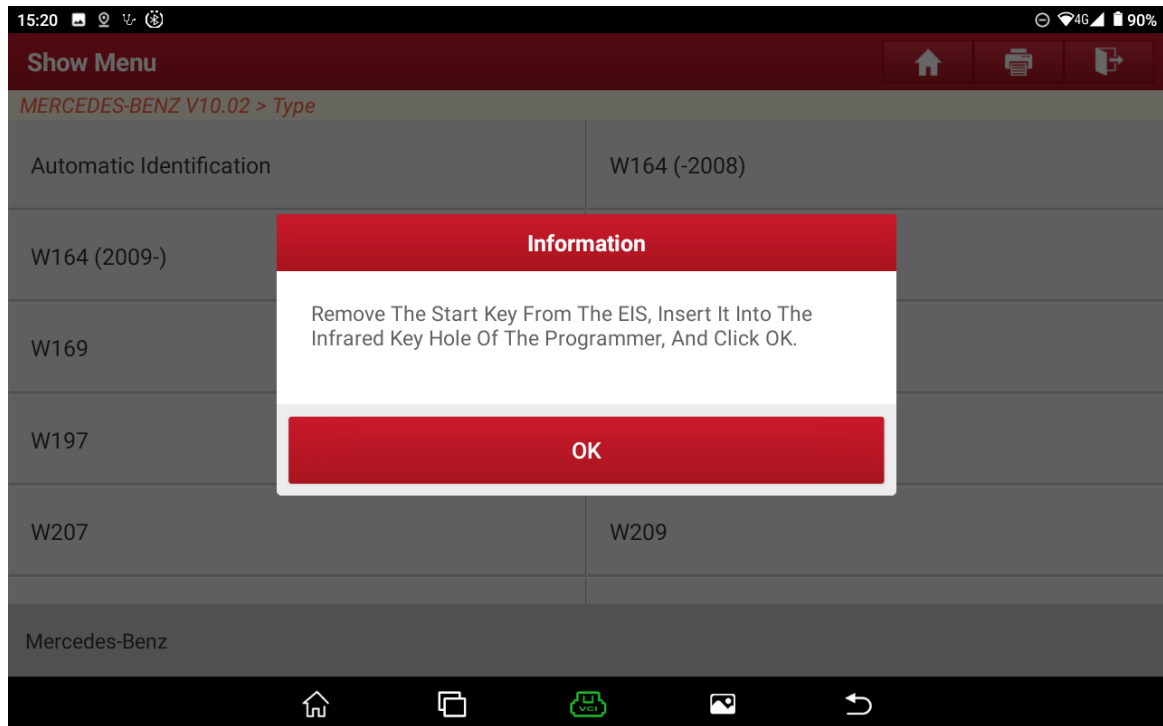 15:20
4G 90%
Show Menu
MERCEDES-BENZ V10.02 > Type
Automatic Identification
W164 (-2008)
W164 (2009-)
Information
Remove The Start Key From The EIS, Insert It Into The
Infrared Key Hole Of The Programmer, And Click OK.
W169
W197
OK
W207
W209
Mercedes-Benz
VCI